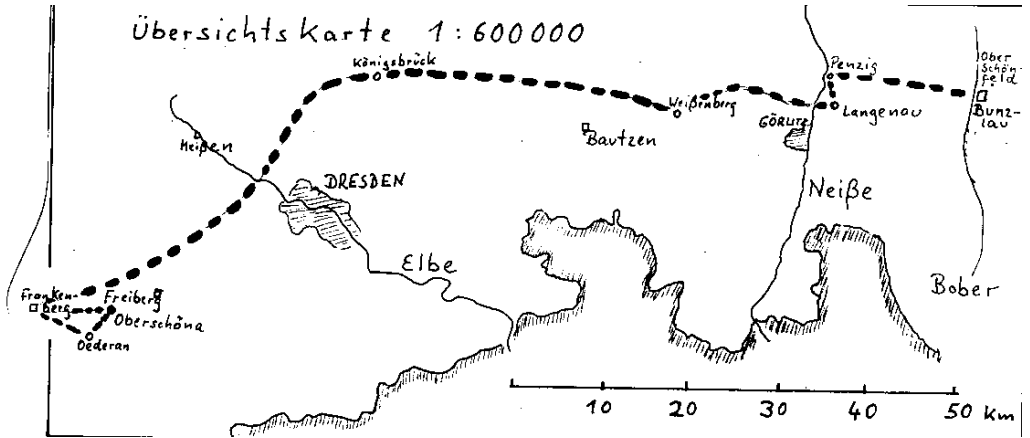 Übersichtskarte 1:600000
Königsbrück
Penzig
Ober
Schön-
feld
Weißenberg
Langenau
Bunz-
lau
GÖRLITZ
Bautzen
Meißen
DRESDEN
Neiße
Elbe
Bober
Franken-
berg
Freiberg
Oberschöna
Oederan
10 20 30 40 50 Km